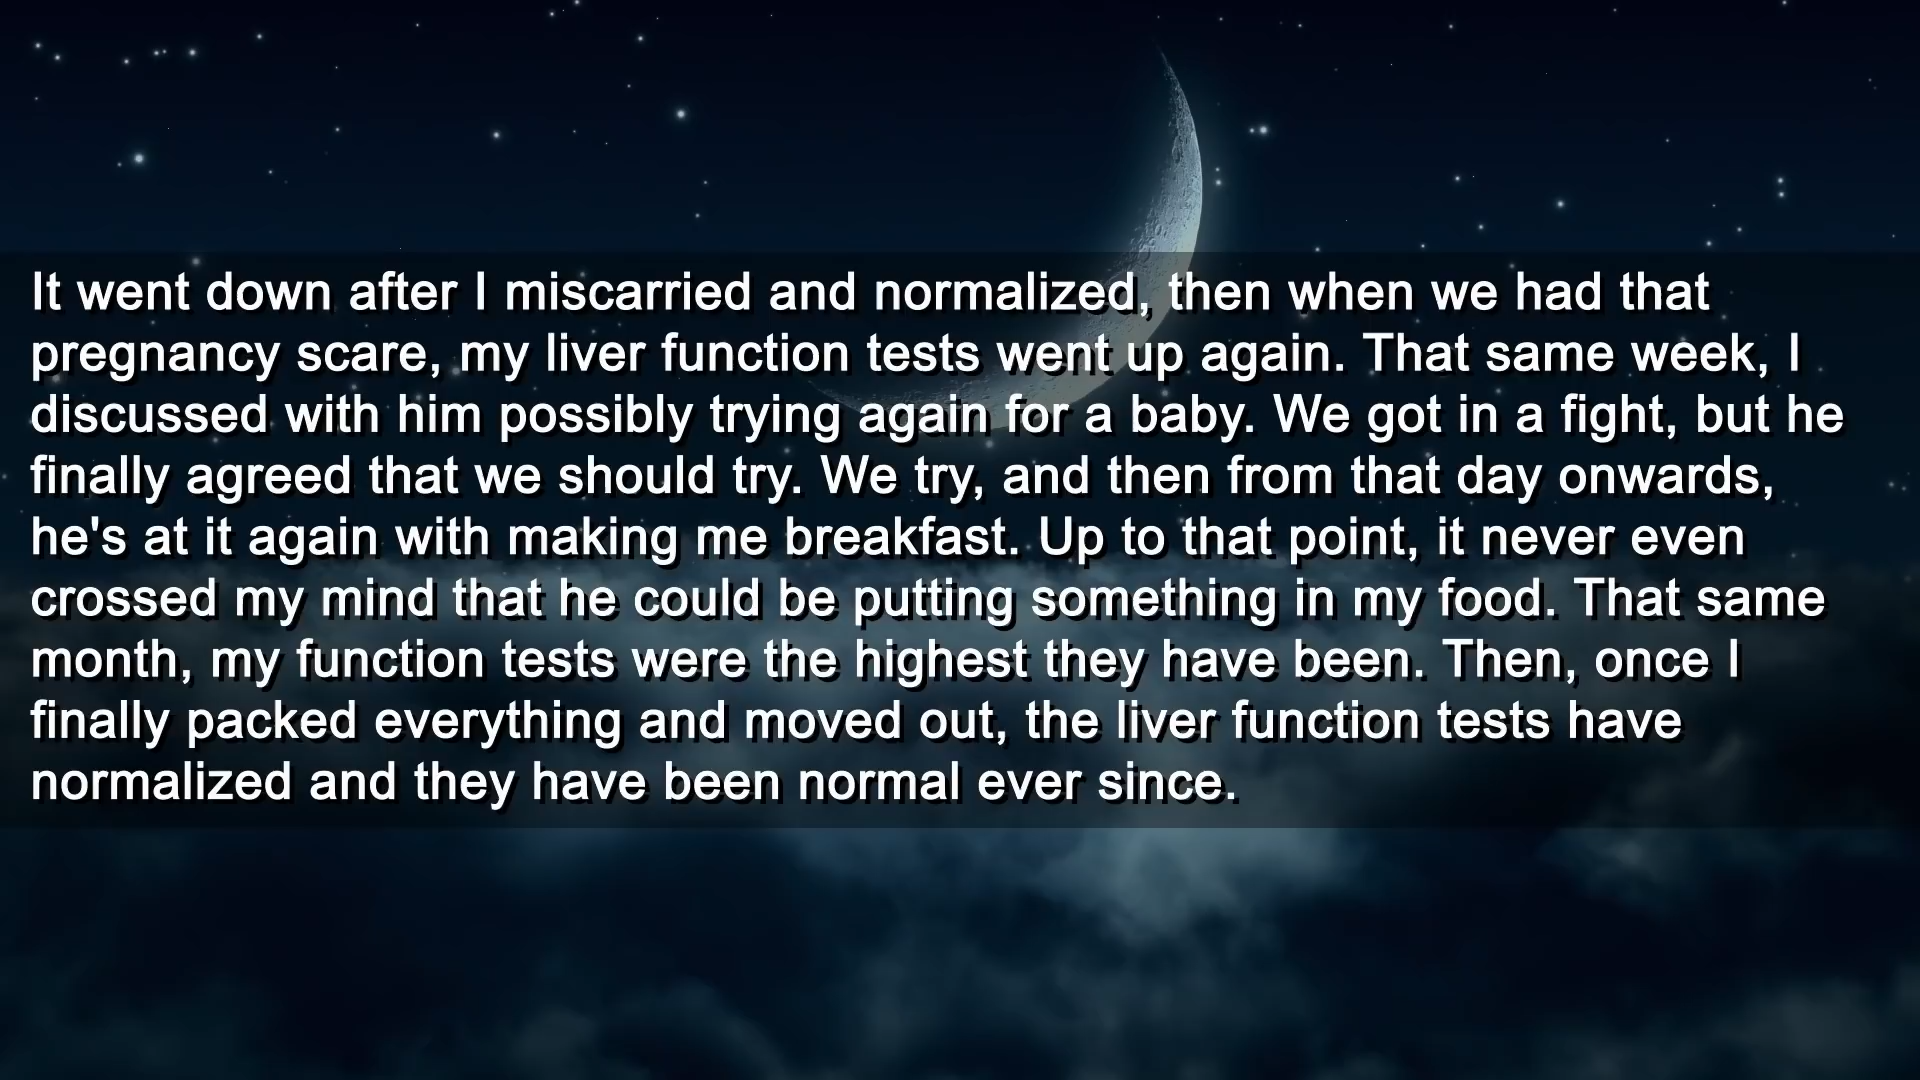 It went down after I miscarried and normalized, then when we had that
pregnancy scare, my liver function tests went up again. That same week, I
discussed with him possibly trying again for a baby. We got in a fight, but he
finally agreed that we should try. We try, and then from that day onwards,
he's at it again with making me breakfast. Up to that point, it never even
crossed my mind that he could be putting something in my food. That same
month, my function tests were the highest they have been. Then, once I
finally packed everything and moved out, the liver function tests have
normalized and they have been normal ever since.